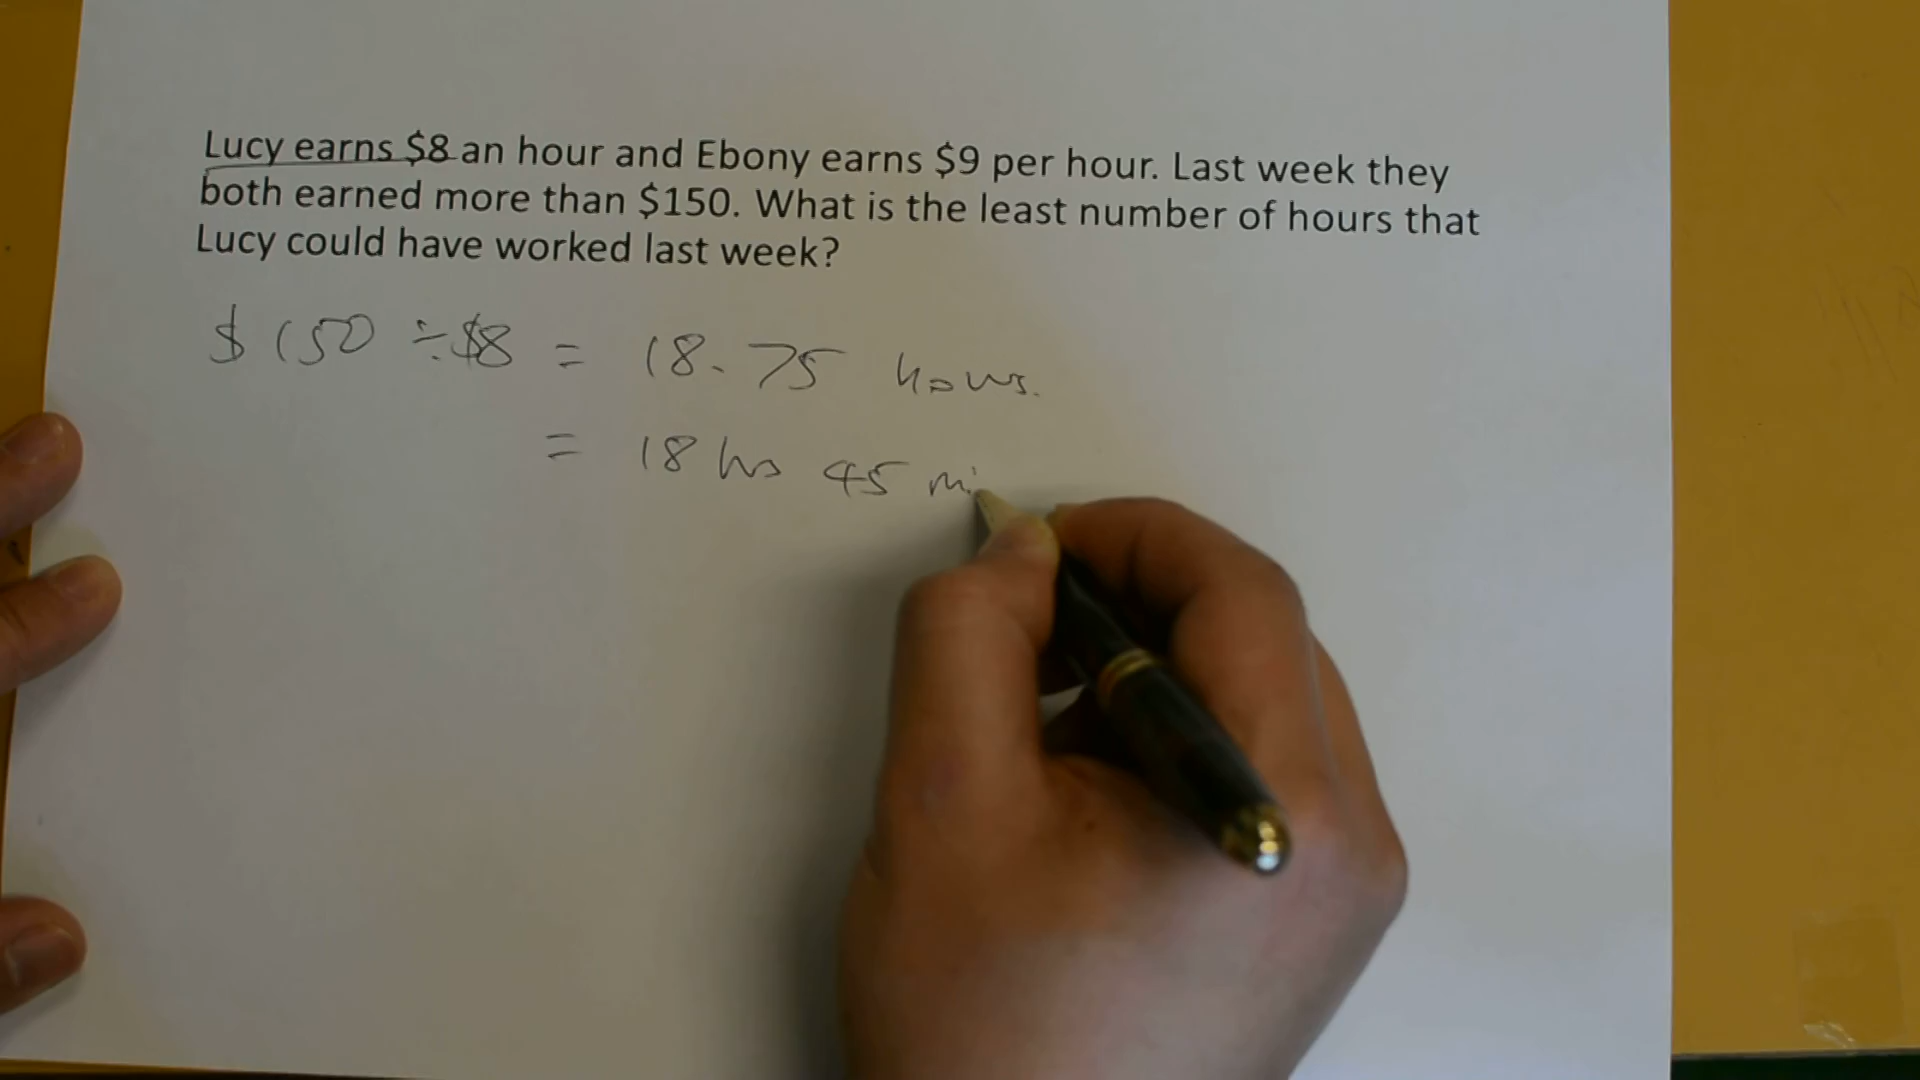 Lucy earns $8 an hour and Ebony earns $9 per hour. Last week they
both earned more than $150. What is the least number of hours that
Lucy could have worked last week?
$150 ÷ $8 = 18.75 hours.
= 18 hrs 45 mi